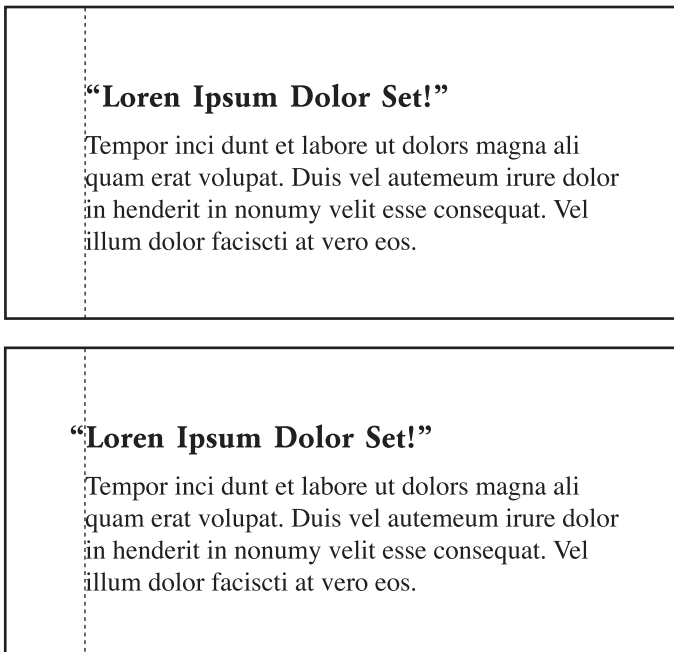 “Loren Ipsum Dolor Set!”
Tempor inci dunt et labore ut dolors magna ali
quam erat volupat. Duis vel autemeum irure dolor
in henderit in nonumy velit esse consequat. Vel
illum dolor faciscti at vero eos.
“Loren Ipsum Dolor Set!”
Tempor inci dunt et labore ut dolors magna ali
quam erat volupat. Duis vel autemeum irure dolor
in henderit in nonumy velit esse consequat. Vel
illum dolor faciscti at vero eos.